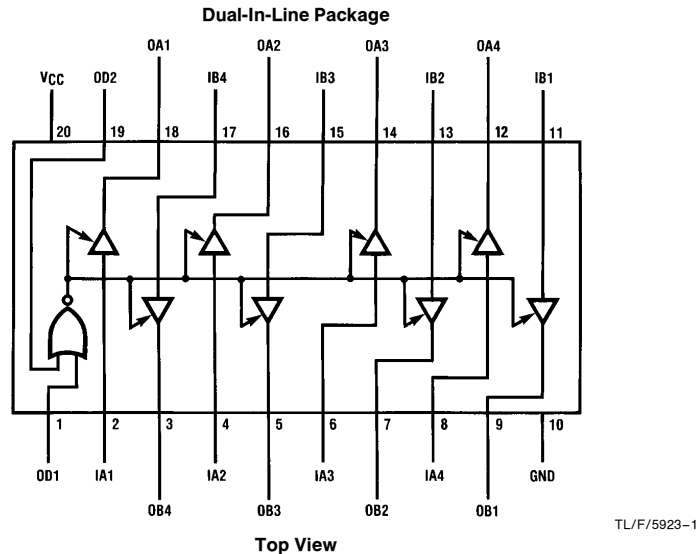 Dual-In-Line Package
OA1 OA2 OA3 OA4
VCC OD2 IB4 IB3 IB2 IB1
20 19 18 17 16 15 14 13 12 11
1 2 3 4 5 6 7 8 9 10
OD1 IA1 IA2 IA3 IA4 GND
OB4 OB3 OB2 OB1
TL/F/5923–1
Top View